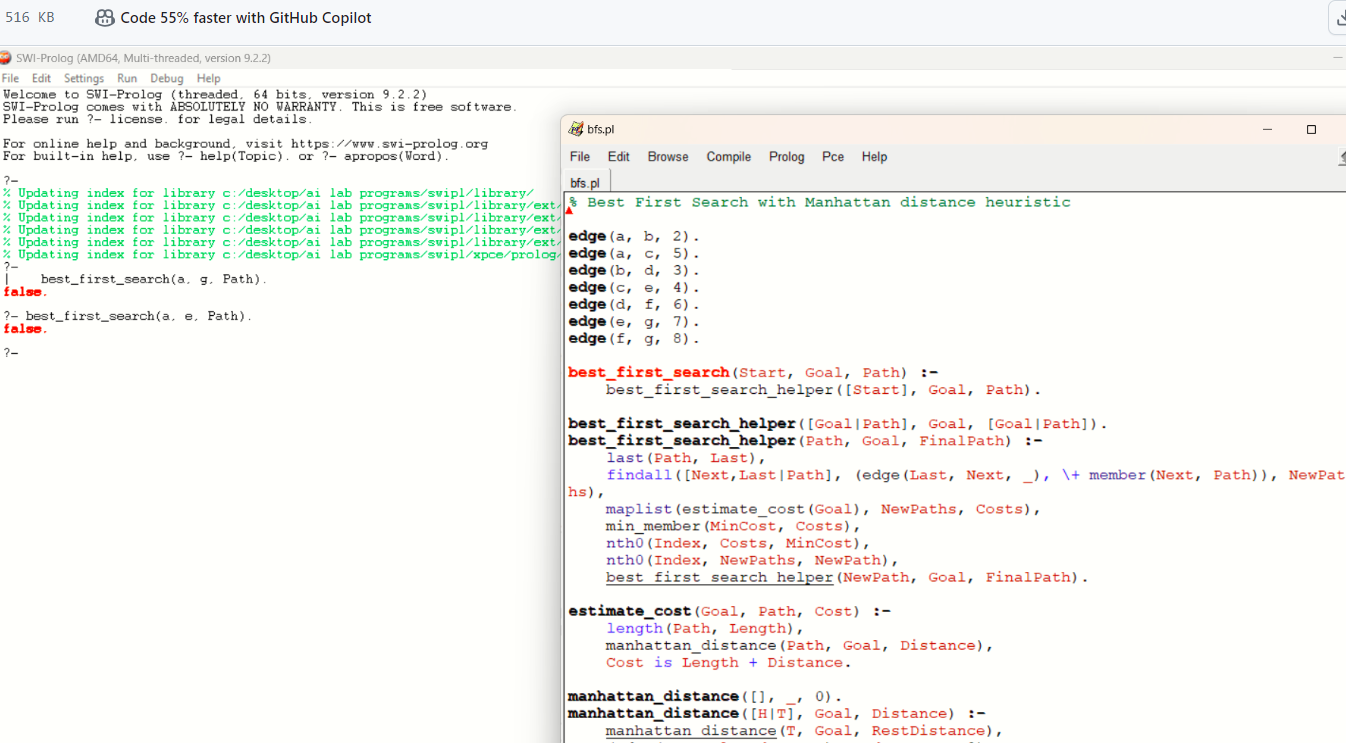 516 KB
Code 55% faster with GitHub Copilot
SWI-Prolog (AMD64, Multi-threaded, version 9.2.2)
File Edit Settings Run Debug Help
Welcome to SWI-Prolog (threaded, 64 bits, version 9.2.2)
SWI-Prolog comes with ABSOLUTELY NO WARRANTY. This is free software.
Please run ?- license. for legal details.
For online help and background, visit https://www.swi-prolog.org
For built-in help, use ?- help(Topic). or ?- apropos(Word).
?-
% Updating index for library c:/desktop/ai lab programs/swipl/library/
% Updating index for library c:/desktop/ai lab programs/swipl/library/ext/
% Updating index for library c:/desktop/ai lab programs/swipl/library/ext/
% Updating index for library c:/desktop/ai lab programs/swipl/library/ext/
% Updating index for library c:/desktop/ai lab programs/swipl/library/ext/
% Updating index for library c:/desktop/ai lab programs/swipl/xpce/prolog/
?-
| best_first_search(a, g, Path).
false.
?- best_first_search(a, e, Path).
false.
?-
bfs.pl
File Edit Browse Compile Prolog Pce Help
bfs.pl
% Best First Search with Manhattan distance heuristic
edge(a, b, 2).
edge(a, c, 5).
edge(b, d, 3).
edge(c, e, 4).
edge(d, f, 6).
edge(e, g, 7).
edge(f, g, 8).
best_first_search(Start, Goal, Path) :-
best_first_search_helper([Start], Goal, Path).
best_first_search_helper([Goal|Path], Goal, [Goal|Path]).
best_first_search_helper(Path, Goal, FinalPath) :-
last(Path, Last),
findall([Next,Last|Path], (edge(Last, Next, _), \+ member(Next, Path)), NewPat
hs),
maplist(estimate_cost(Goal), NewPaths, Costs),
min_member(MinCost, Costs),
nth0(Index, Costs, MinCost),
nth0(Index, NewPaths, NewPath),
best_first_search_helper(NewPath, Goal, FinalPath).
estimate_cost(Goal, Path, Cost) :-
length(Path, Length),
manhattan_distance(Path, Goal, Distance),
Cost is Length + Distance.
manhattan_distance([], _, 0).
manhattan_distance([H|T], Goal, Distance) :-
manhattan_distance(T, Goal, RestDistance),